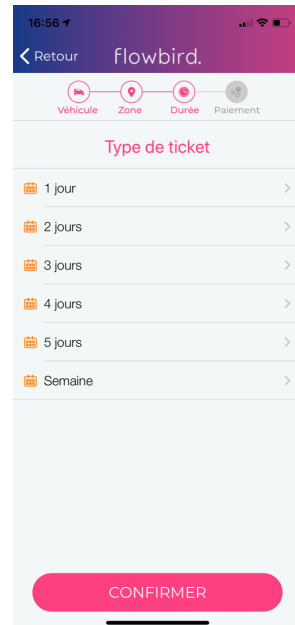 16:56
Retour flowbird.
Véhicule Zone Durée Paiement
Type de ticket
1 jour
2 jours
3 jours
4 jours
5 jours
Semaine
CONFIRMER